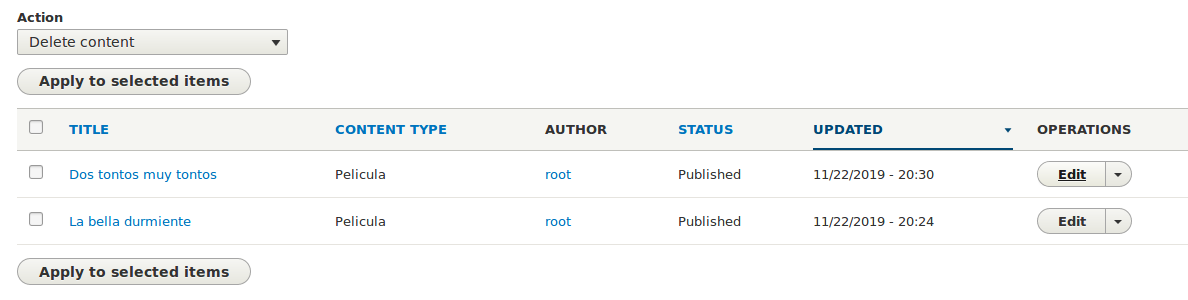 Action
Delete content
Apply to selected items
TITLE CONTENT TYPE AUTHOR STATUS UPDATED OPERATIONS
Dos tontos muy tontos Pelicula root Published 11/22/2019 - 20:30 Edit
La bella durmiente Pelicula root Published 11/22/2019 - 20:24 Edit
Apply to selected items